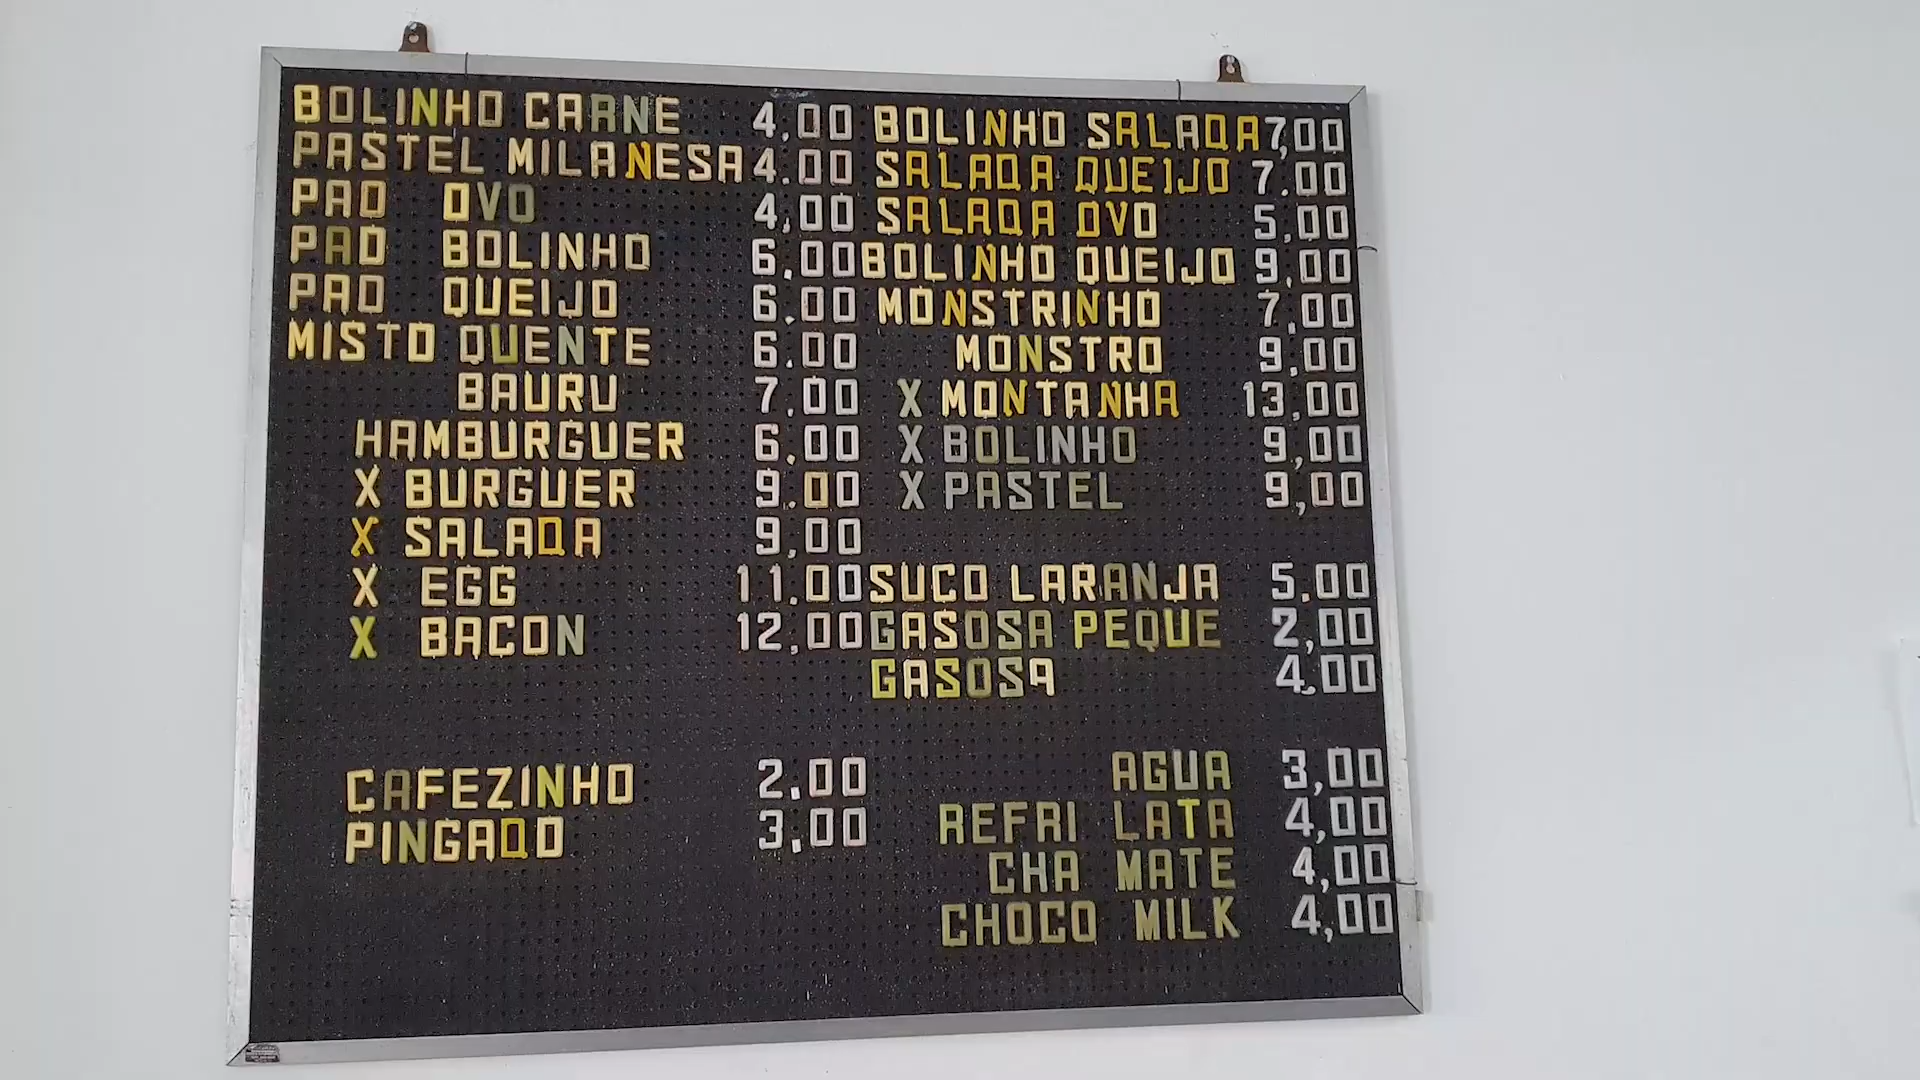 BOLINHO CARNE 4,00
PASTEL MILANESA 4.00
PAO OVO 4,00
PAO BOLINHO 6,00
PAO QUEIJO 6,00
MISTO QUENTE 6.00
BAURU 7,00
HAMBURGUER 6,00
X BURGUER 9,00
X SALADA 9,00
X EGG 11,00
X BACON 12,00
CAFEZINHO 2,00
PINGADO 3,00
BOLINHO SALADA 7,00
SALADA QUEIJO 7.00
SALADA OVO 5,00
BOLINHO QUEIJO 9,00
MONSTRINHO 7,00
MONSTRO 9,00
X MONTANHA 13,00
X BOLINHO 9,00
X PASTEL 9,00
SUCO LARANJA 5.00
GASOSA PEQUE 2,00
GASOSA 4,00
AGUA 3,00
REFRI LATA 4,00
CHA MATE 4,00
CHOCO MILK 4,00